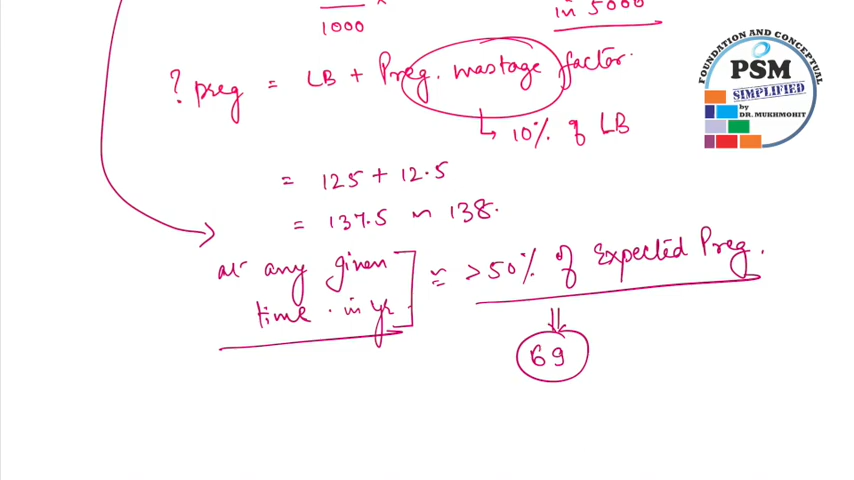 1000
in 5000
? preg = LB + Preg. wastage factor.
↳ 10% of LB
= 125 + 12.5
= 137.5 ~ 138.
at any given
time. in yr.
≈ >50% of Expected Preg.
69
FOUNDATION AND CONCEPTUAL
PSM
SIMPLIFIED
by
DR. MUKHMOHIT